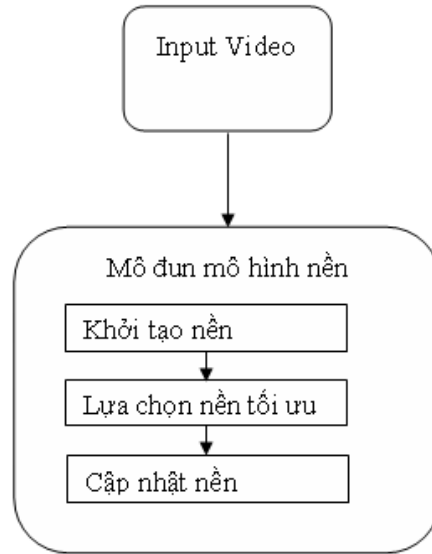 Input Video
Mô đun mô hình nền
Khởi tạo nền
Lựa chọn nền tối ưu
Cập nhật nền